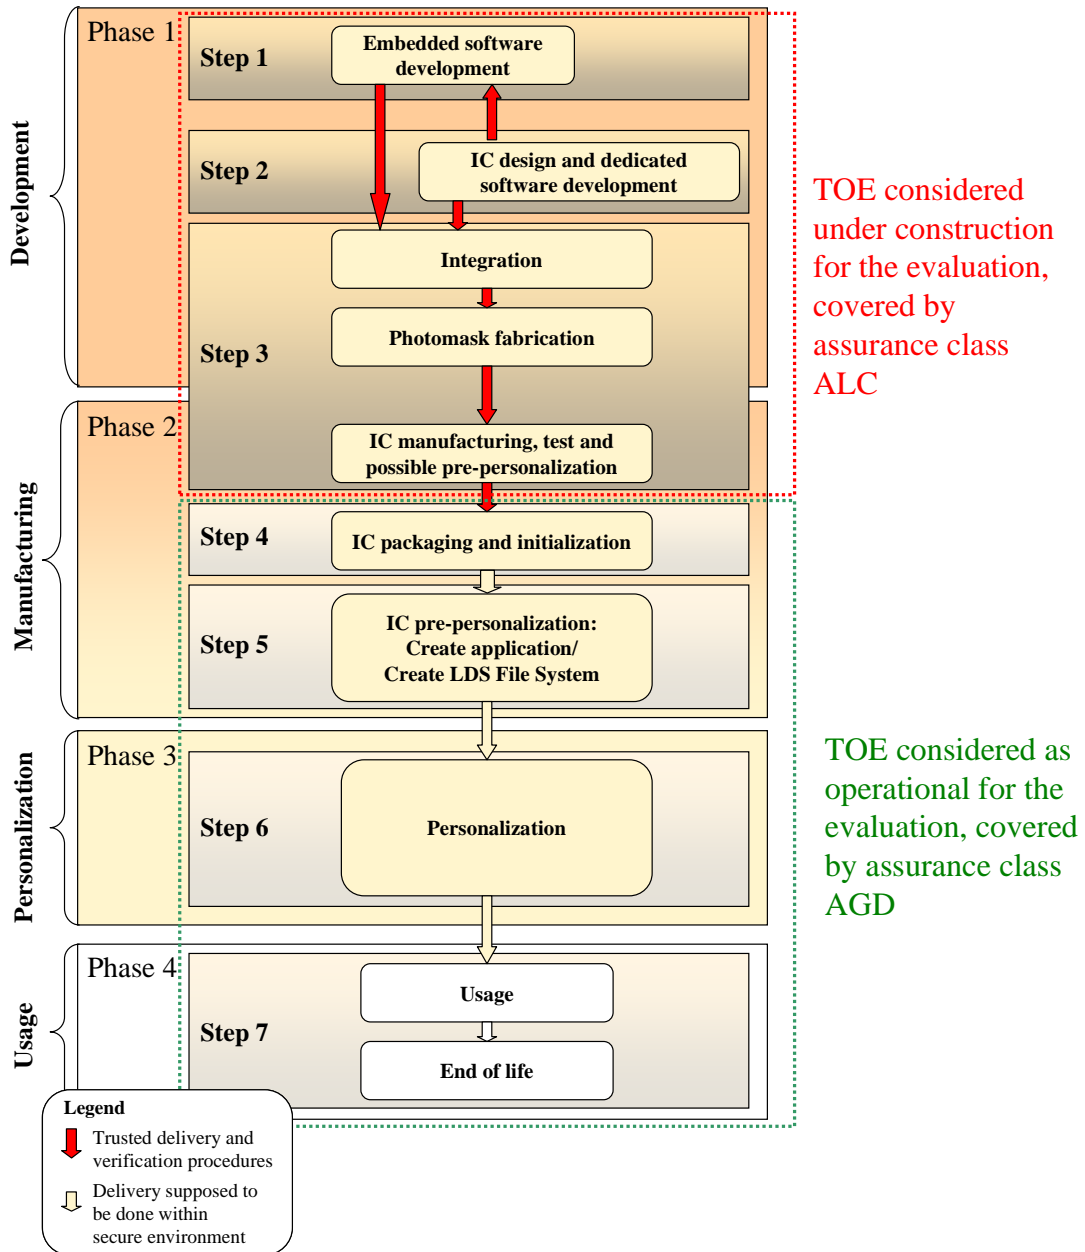 Phase 1
Step 1
Embedded software
development
Development
Step 2
IC design and dedicated
software development
TOE considered
under construction
for the evaluation,
covered by
assurance class
ALC
Integration
Step 3
Photomask fabrication
Phase 2
IC manufacturing, test and
possible pre-personalization
Manufacturing
Step 4
IC packaging and initialization
Step 5
IC pre-personalization:
Create application/
Create LDS File System
Phase 3
Personalization
Step 6
Personalization
TOE considered as
operational for the
evaluation, covered
by assurance class
AGD
Phase 4
Usage
Step 7
Usage
End of life
Legend
Trusted delivery and
verification procedures
Delivery supposed to
be done within
secure environment